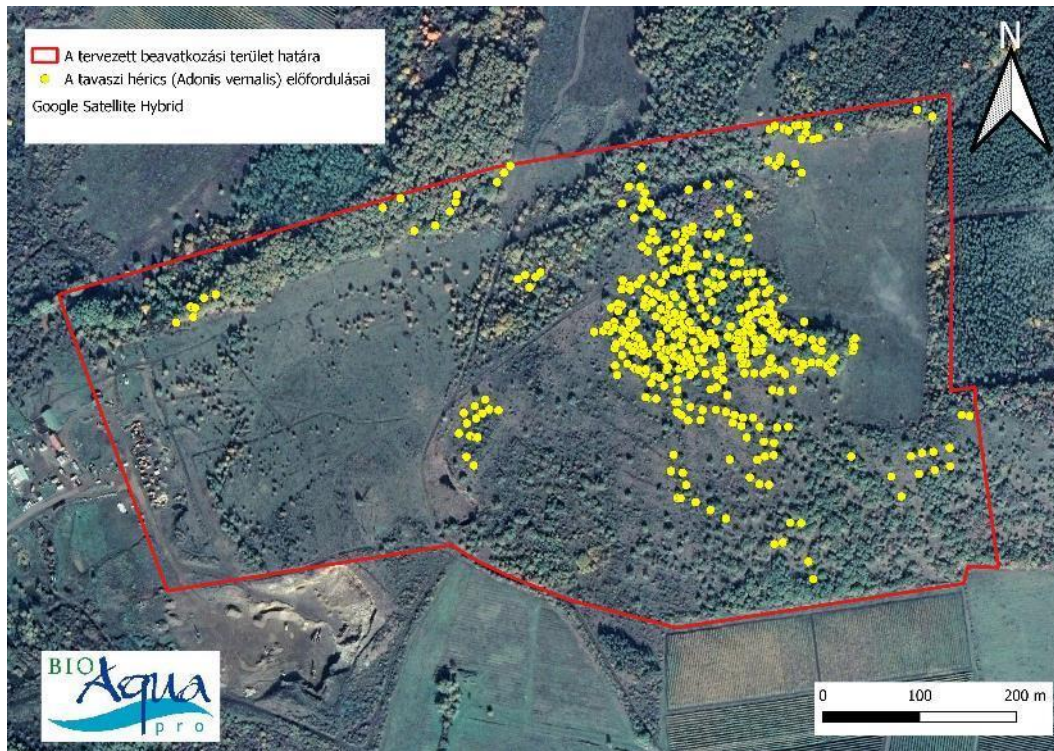 A tervezett beavatkozási terület határa
A tavaszi hérics (Adonis vernalis) előfordulásai
Google Satellite Hybrid
N
BIO
Aqua
pro
0 100 200 m